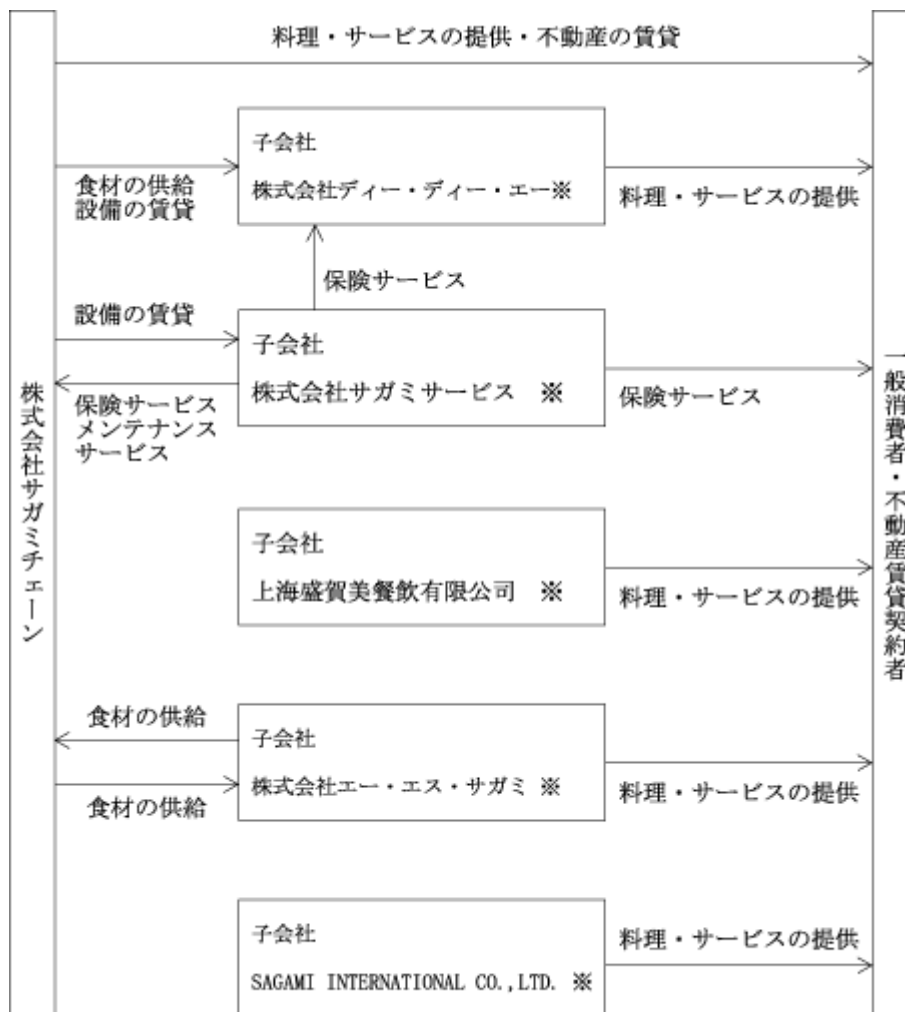 料理・サービスの提供・不動産の賃貸
子会社
株式会社ディー・ディー・エー※
食材の供給
設備の賃貸
料理・サービスの提供
保険サービス
設備の賃貸
子会社
株式会社サガミサービス ※
保険サービス
メンテナンス
サービス
保険サービス
株式会社サガミチェーン
一般消費者・不動産賃貸契約者
子会社
上海盛賀美餐飲有限公司 ※
料理・サービスの提供
食材の供給
子会社
株式会社エー・エス・サガミ ※
食材の供給
料理・サービスの提供
子会社
SAGAMI INTERNATIONAL CO.,LTD. ※
料理・サービスの提供